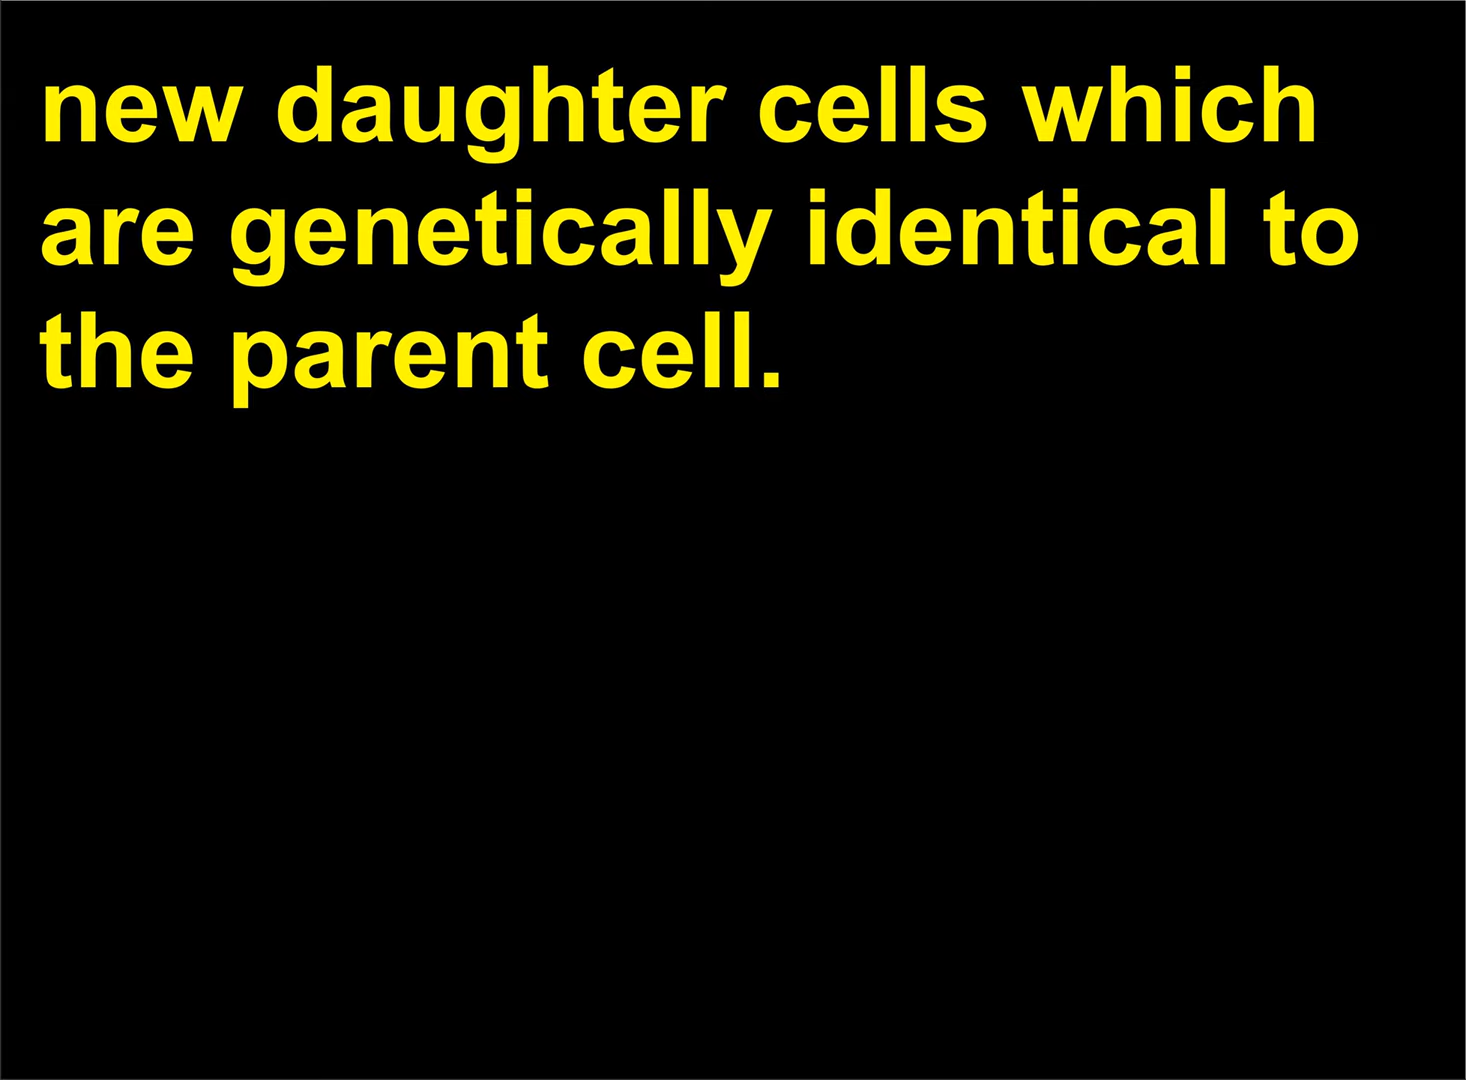 new daughter cells which
are genetically identical to
the parent cell.